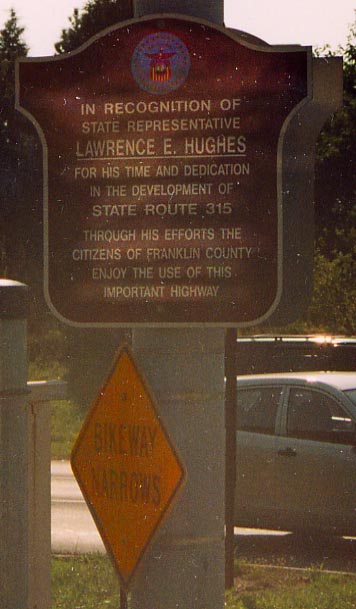 IN RECOGNITION OF
STATE REPRESENTATIVE
LAWRENCE E. HUGHES
FOR HIS TIME AND DEDICATION
IN THE DEVELOPMENT OF
STATE ROUTE 315
THROUGH HIS EFFORTS THE
CITIZENS OF FRANKLIN COUNTY
ENJOY THE USE OF THIS
IMPORTANT HIGHWAY
BIKEWAY
NARROWS